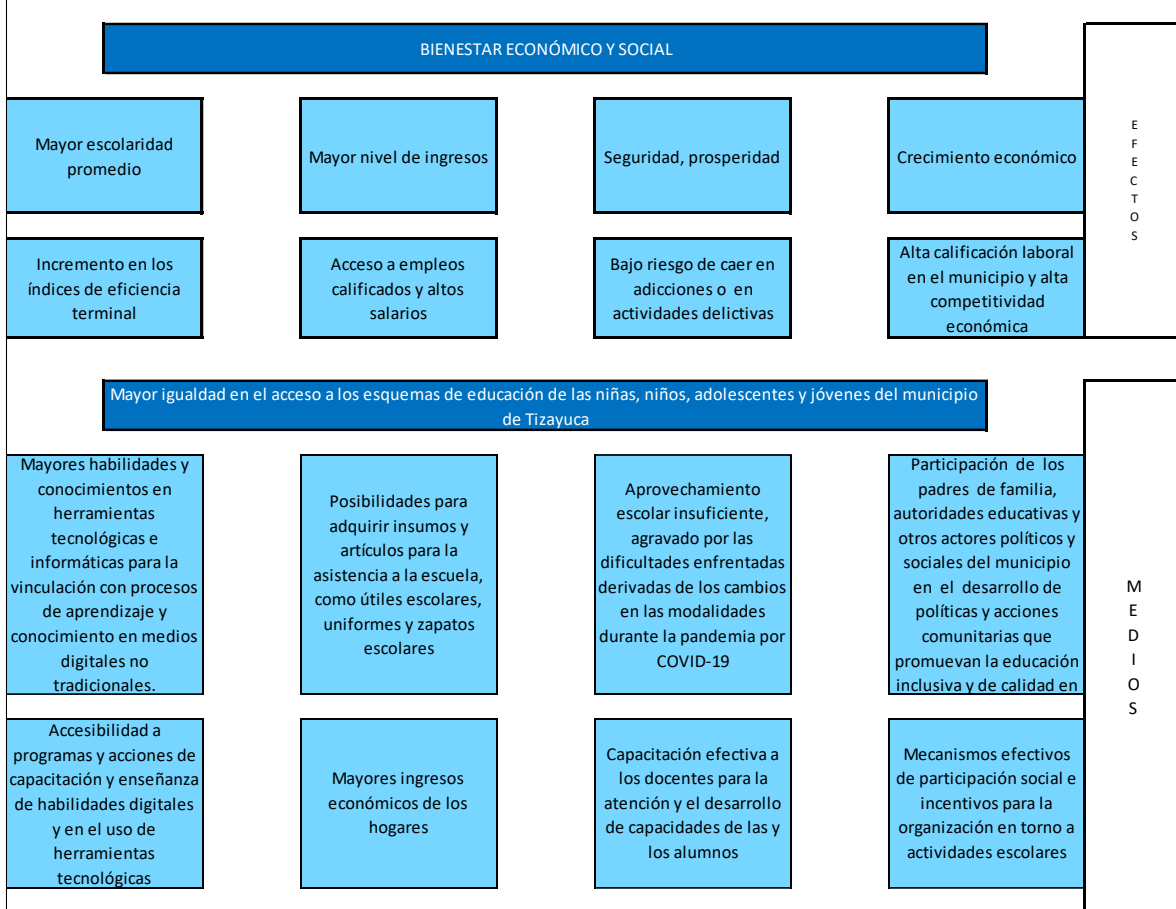 BIENESTAR ECONÓMICO Y SOCIAL
Mayor escolaridad
promedio
Mayor nivel de ingresos
Seguridad, prosperidad
Crecimiento económico
E
F
E
C
T
O
S
Incremento en los
índices de eficiencia
terminal
Acceso a empleos
calificados y altos
salarios
Bajo riesgo de caer en
adicciones o en
actividades delictivas
Alta calificación laboral
en el municipio y alta
competitividad
económica
Mayor igualdad en el acceso a los esquemas de educación de las niñas, niños, adolescentes y jóvenes del municipio
de Tizayuca
Mayores habilidades y
conocimientos en
herramientas
tecnológicas e
informáticas para la
vinculación con procesos
de aprendizaje y
conocimiento en medios
digitales no
tradicionales.
Posibilidades para
adquirir insumos y
artículos para la
asistencia a la escuela,
como útiles escolares,
uniformes y zapatos
escolares
Aprovechamiento
escolar insuficiente,
agravado por las
dificultades enfrentadas
derivadas de los cambios
en las modalidades
durante la pandemia por
COVID-19
Participación de los
padres de familia,
autoridades educativas y
otros actores políticos y
sociales del municipio
en el desarrollo de
políticas y acciones
comunitarias que
promuevan la educación
inclusiva y de calidad en
M
E
D
I
O
S
Accesibilidad a
programas y acciones de
capacitación y enseñanza
de habilidades digitales
y en el uso de
herramientas
tecnológicas
Mayores ingresos
económicos de los
hogares
Capacitación efectiva a
los docentes para la
atención y el desarrollo
de capacidades de las y
los alumnos
Mecanismos efectivos
de participación social e
incentivos para la
organización en torno a
actividades escolares